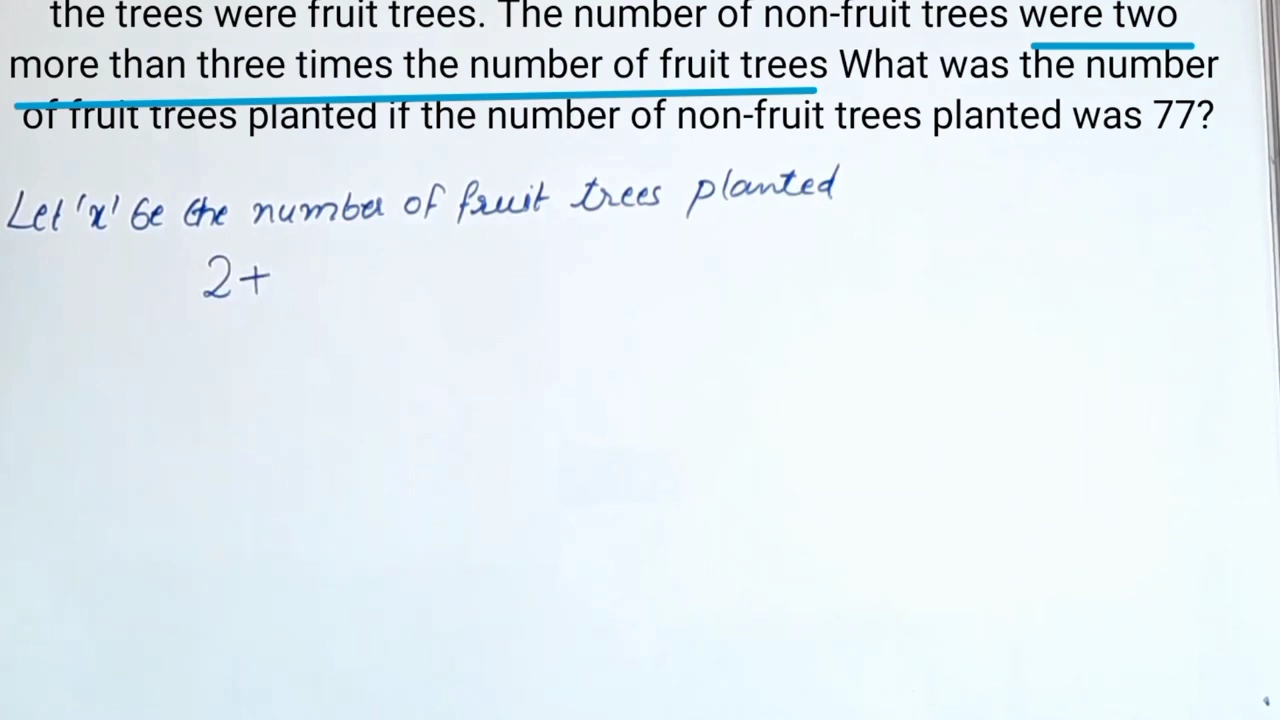 the trees were fruit trees. The number of non-fruit trees were two
more than three times the number of fruit trees What was the number
of fruit trees planted if the number of non-fruit trees planted was 77?
Let 'x' be the number of fruit trees planted
2+